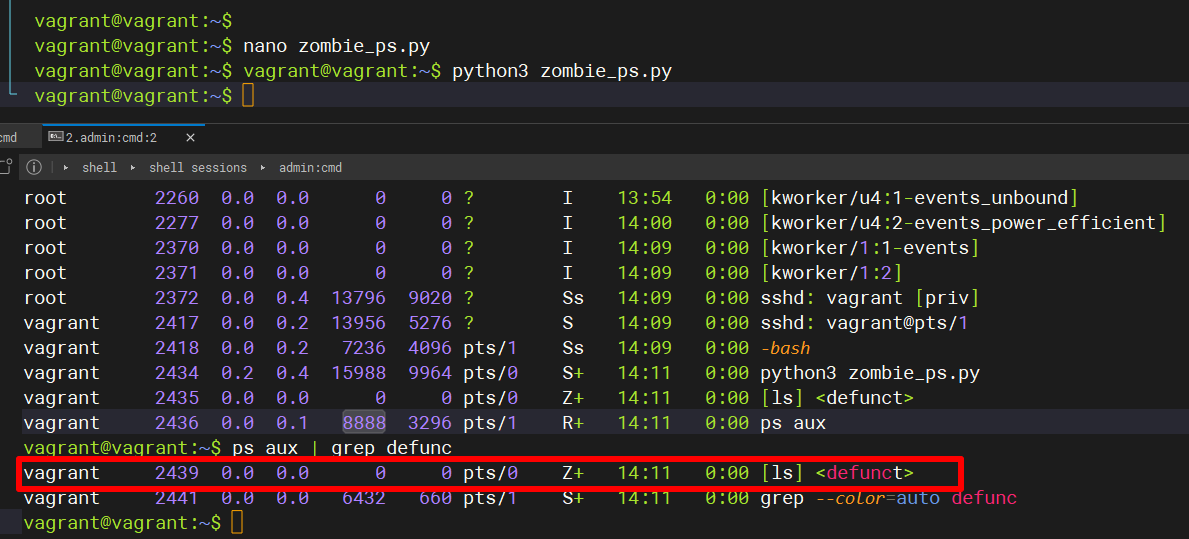 vagrant@vagrant:~$
vagrant@vagrant:~$ nano zombie_ps.py
vagrant@vagrant:~$ vagrant@vagrant:~$ python3 zombie_ps.py
vagrant@vagrant:~$
cmd 2.admin:cmd:2 ×
shell shell sessions admin:cmd
root 2260 0.0 0.0 0 0 ? I 13:54 0:00 [kworker/u4:1-events_unbound]
root 2277 0.0 0.0 0 0 ? I 14:00 0:00 [kworker/u4:2-events_power_efficient]
root 2370 0.0 0.0 0 0 ? I 14:09 0:00 [kworker/1:1-events]
root 2371 0.0 0.0 0 0 ? I 14:09 0:00 [kworker/1:2]
root 2372 0.0 0.4 13796 9020 ? Ss 14:09 0:00 sshd: vagrant [priv]
vagrant 2417 0.0 0.2 13956 5276 ? S 14:09 0:00 sshd: vagrant@pts/1
vagrant 2418 0.0 0.2 7236 4096 pts/1 Ss 14:09 0:00 -bash
vagrant 2434 0.2 0.4 15988 9964 pts/0 S+ 14:11 0:00 python3 zombie_ps.py
vagrant 2435 0.0 0.0 0 0 pts/0 Z+ 14:11 0:00 [ls] <defunct>
vagrant 2436 0.0 0.1 8888 3296 pts/1 R+ 14:11 0:00 ps aux
vagrant@vagrant:~$ ps aux | grep defunc
vagrant 2439 0.0 0.0 0 0 pts/0 Z+ 14:11 0:00 [ls] <defunct>
vagrant 2441 0.0 0.0 6432 660 pts/1 S+ 14:11 0:00 grep --color=auto defunc
vagrant@vagrant:~$